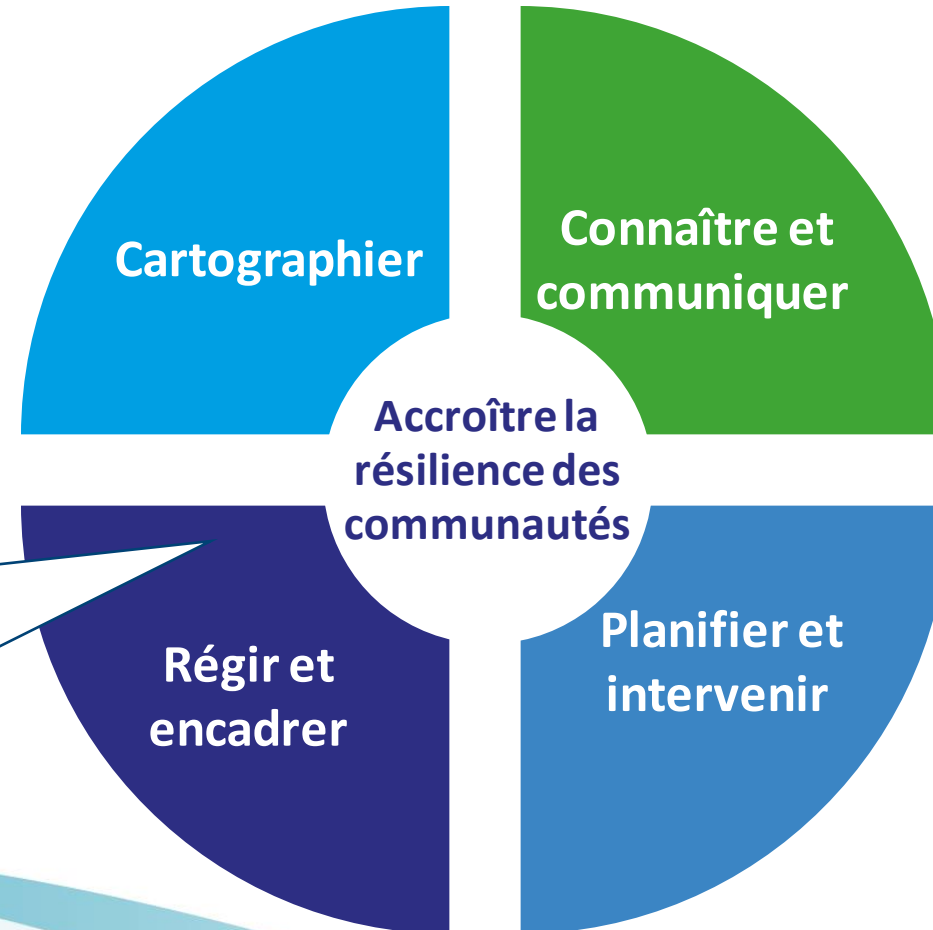 Cartographier
Connaître et
communiquer
Accroître la
résilience des
communautés
Régir et
encadrer
Planifier et
intervenir